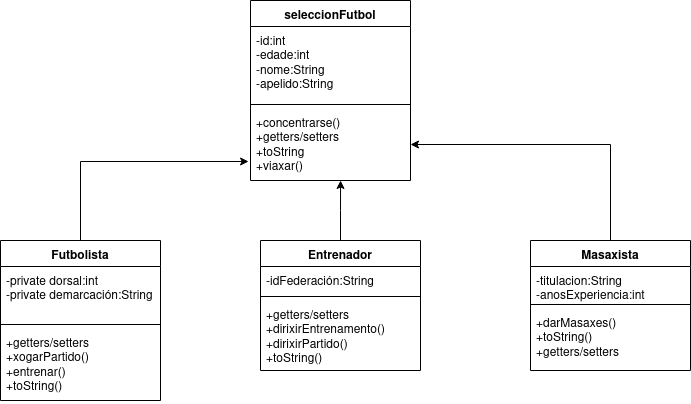 seleccionFutbol
-id:int
-edade:int
-nome:String
-apelido:String
+concentrarse()
+getters/setters
+toString
+viaxar()
Futbolista
-private dorsal:int
-private demarcación:String
+getters/setters
+xogarPartido()
+entrenar()
+toString()
Entrenador
-idFederación:String
+getters/setters
+dirixirEntrenamento()
+dirixirPartido()
+toString()
Masaxista
-titulacion:String
-anosExperiencia:int
+darMasaxes()
+toString()
+getters/setters